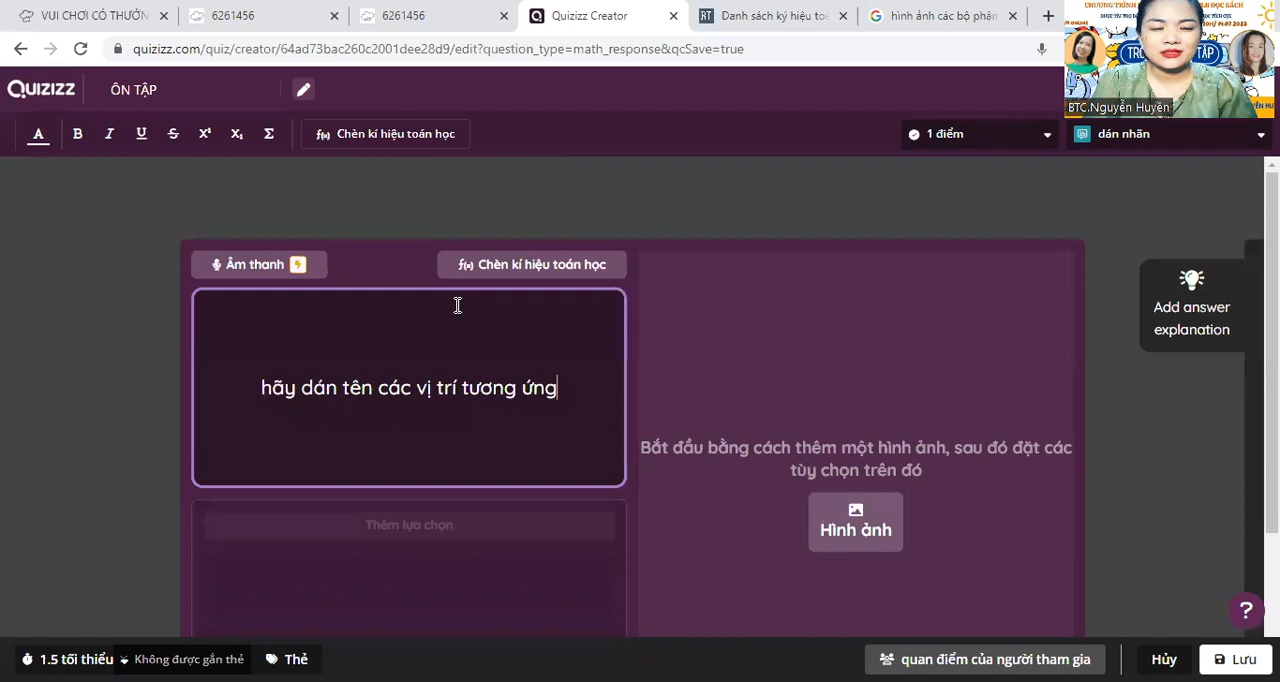 VUI CHƠI CÓ THƯỞN
6261456
6261456
Quizizz Creator
Danh sách ký hiệu toá
hình ảnh các bộ phận
quizizz.com/quiz/creator/64ad73bac260c2001dee28d9/edit?question_type=math_response&qcSave=true
QUIZIZZ
ÔN TẬP
A B I U S X² X₂ Σ
f(x) Chèn kí hiệu toán học
1 điểm
dán nhãn
BTC.Nguyễn Huyền
Âm thanh
f(x) Chèn kí hiệu toán học
hãy dán tên các vị trí tương ứng
Thêm lựa chọn
Bắt đầu bằng cách thêm một hình ảnh, sau đó đặt các
tùy chọn trên đó
Hình ảnh
Add answer
explanation
?
1.5 tối thiểu
Không được gắn thẻ
Thẻ
quan điểm của người tham gia
Hủy
Lưu